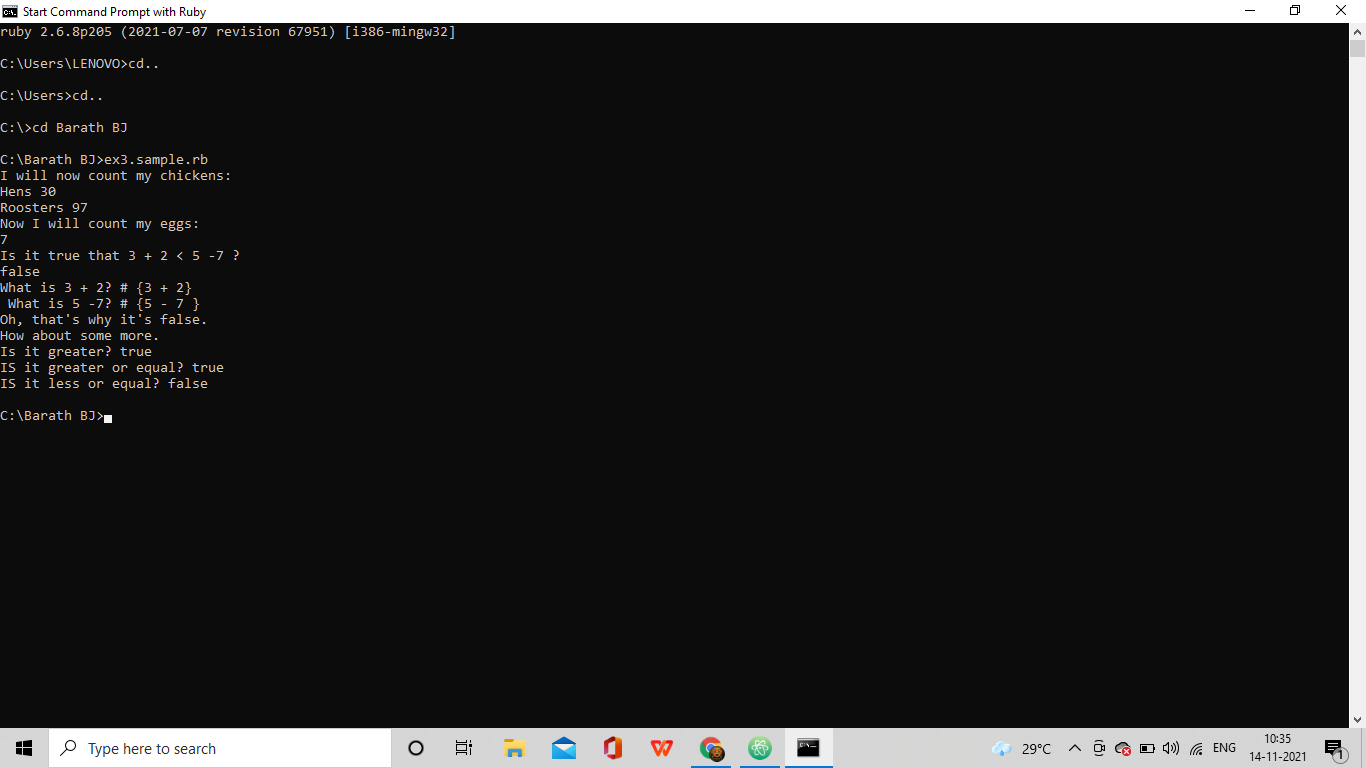 Start Command Prompt with Ruby
ruby 2.6.8p205 (2021-07-07 revision 67951) [i386-mingw32]
C:\Users\LENOVO>cd..
C:\Users>cd..
C:\>cd Barath BJ
C:\Barath BJ>ex3.sample.rb
I will now count my chickens:
Hens 30
Roosters 97
Now I will count my eggs:
7
Is it true that 3 + 2 < 5 -7 ?
false
What is 3 + 2? # {3 + 2}
 What is 5 -7? # {5 - 7 }
Oh, that's why it's false.
How about some more.
Is it greater? true
IS it greater or equal? true
IS it less or equal? false
C:\Barath BJ>
Type here to search
29°C
ENG
10:35
14-11-2021
1